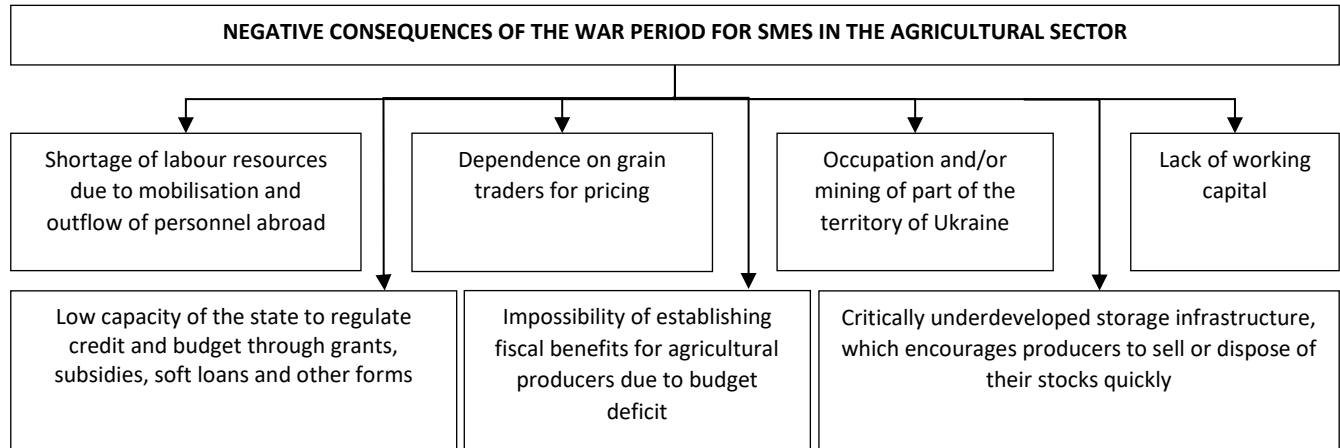 NEGATIVE CONSEQUENCES OF THE WAR PERIOD FOR SMES IN THE AGRICULTURAL SECTOR
Shortage of labour resources
due to mobilisation and
outflow of personnel abroad
Dependence on grain
traders for pricing
Occupation and/or
mining of part of the
territory of Ukraine
Lack of working
capital
Low capacity of the state to regulate
credit and budget through grants,
subsidies, soft loans and other forms
Impossibility of establishing
fiscal benefits for agricultural
producers due to budget
deficit
Critically underdeveloped storage infrastructure,
which encourages producers to sell or dispose of
their stocks quickly